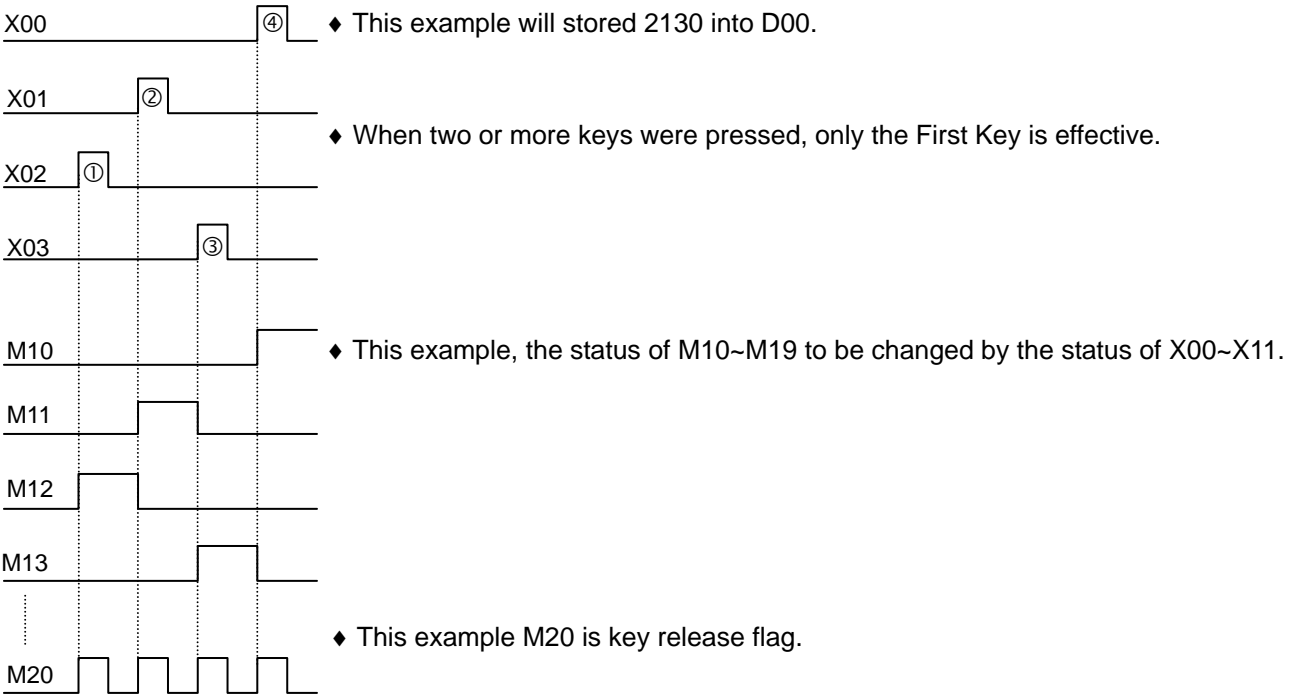 X00 ④ ♦ This example will stored 2130 into D00.
X01 ②
♦ When two or more keys were pressed, only the First Key is effective.
X02 ①
X03 ③
M10 ♦ This example, the status of M10~M19 to be changed by the status of X00~X11.
M11
M12
M13
♦ This example M20 is key release flag.
M20